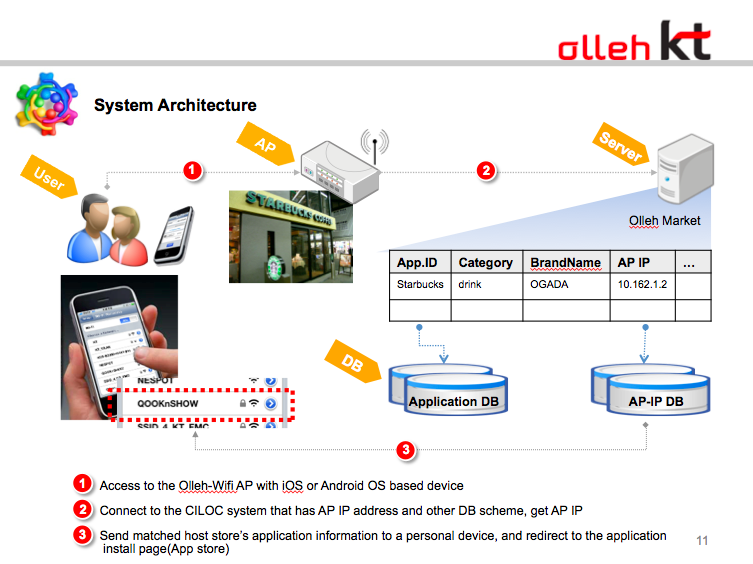 olleh kt
System Architecture
User
1
AP
2
Server
STARBUCKS COFFEE
Olleh Market
App.ID Category BrandName AP IP ...
Starbucks drink OGADA 10.162.1.2
DB
NESPOT
QOOKnSHOW
SSID_4_KT_FMC
Application DB
AP-IP DB
3
1 Access to the Olleh-Wifi AP with iOS or Android OS based device
2 Connect to the CILOC system that has AP IP address and other DB scheme, get AP IP
3 Send matched host store's application information to a personal device, and redirect to the application
install page(App store)
11